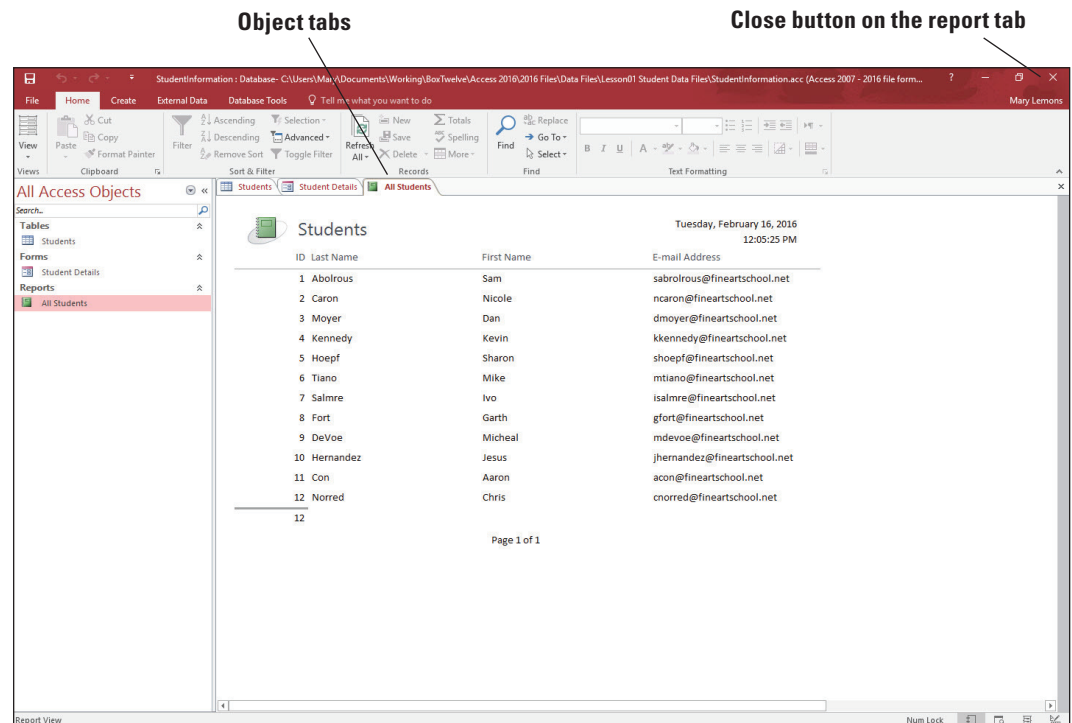 Object tabs
Close button on the report tab
StudentInformation : Database- C:\Users\Mary\Documents\Working\BoxTwelve\Access 2016\2016 Files\Data Files\Lesson01 Student Data Files\StudentInformation.acc (Access 2007 - 2016 file form... ?
File Home Create External Data Database Tools Tell me what you want to do Mary Lemons
View
Paste
Cut
Copy
Format Painter
Filter
Ascending
Descending
Remove Sort
Selection
Advanced
Toggle Filter
Refresh All
New
Save
Delete
Totals
Spelling
More
Find
Replace
Go To
Select
B I U A
Views Clipboard Sort & Filter Records Find Text Formatting
All Access Objects
Search...
Tables
Students
Forms
Student Details
Reports
All Students
Students Student Details All Students
Students
Tuesday, February 16, 2016
12:05:25 PM
ID Last Name First Name E-mail Address
1 Abolrous Sam sabrolrous@fineartschool.net
2 Caron Nicole ncaron@fineartschool.net
3 Moyer Dan dmoyer@fineartschool.net
4 Kennedy Kevin kkennedy@fineartschool.net
5 Hoepf Sharon shoepf@fineartschool.net
6 Tiano Mike mtiano@fineartschool.net
7 Salmre Ivo isalmre@fineartschool.net
8 Fort Garth gfort@fineartschool.net
9 DeVoe Micheal mdevoe@fineartschool.net
10 Hernandez Jesus jhernandez@fineartschool.net
11 Con Aaron acon@fineartschool.net
12 Norred Chris cnorred@fineartschool.net
12
Page 1 of 1
Report View Num Lock